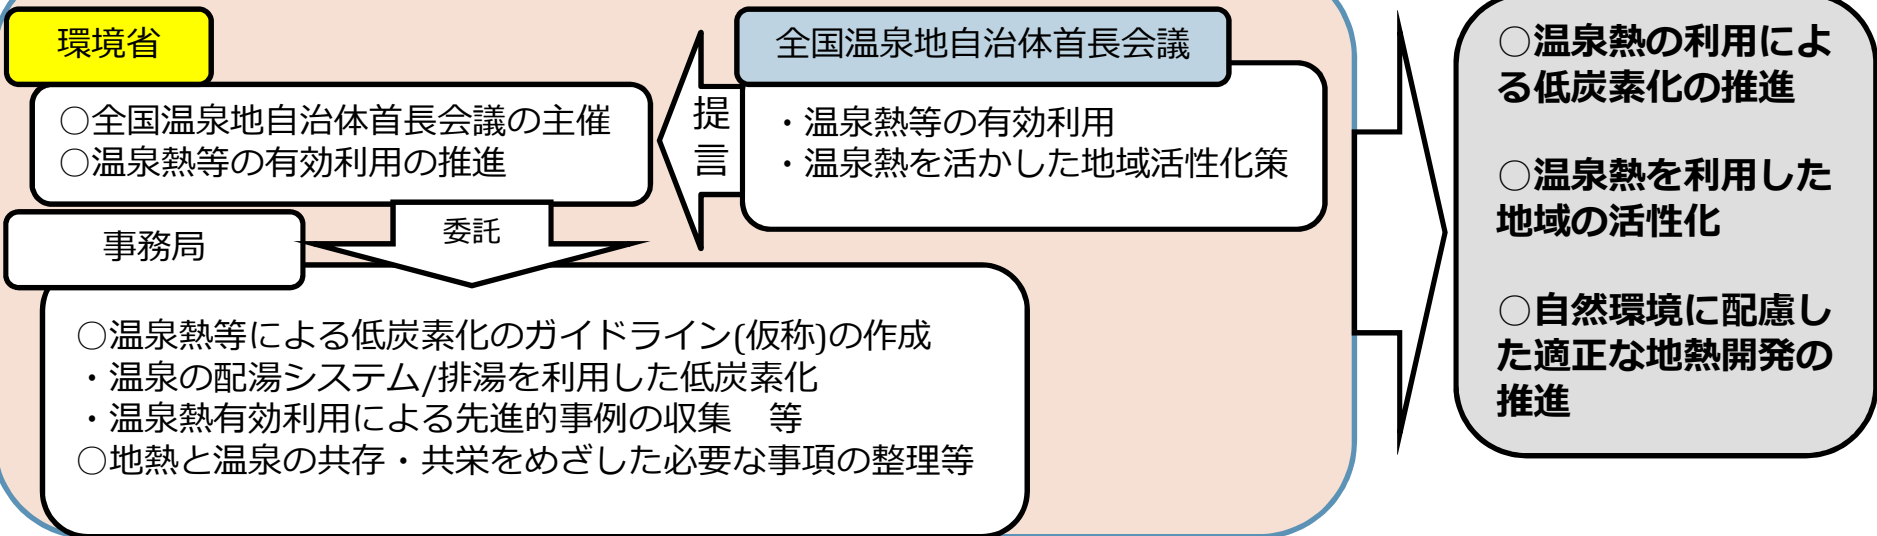 環境省
○全国温泉地自治体首長会議の主催
○温泉熱等の有効利用の推進
提
言
全国温泉地自治体首長会議
・温泉熱等の有効利用
・温泉熱を活かした地域活性化策
委託
事務局
○温泉熱等による低炭素化のガイドライン(仮称)の作成
・温泉の配湯システム/排湯を利用した低炭素化
・温泉熱有効利用による先進的事例の収集　等
○地熱と温泉の共存・共栄をめざした必要な事項の整理等
○温泉熱の利用によ
る低炭素化の推進
○温泉熱を利用した
地域の活性化
○自然環境に配慮し
た適正な地熱開発の
推進